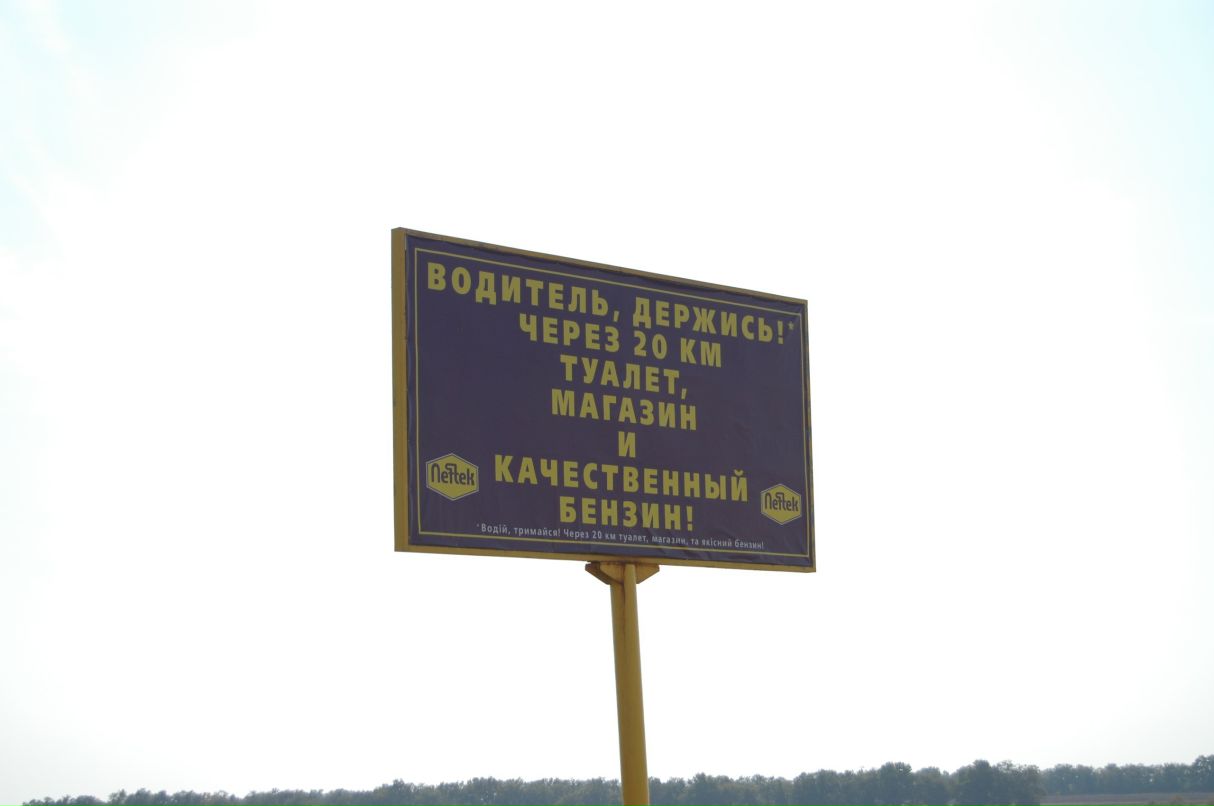 ВОДИТЕЛЬ, ДЕРЖИСЬ!*
ЧЕРЕЗ 20 КМ
ТУАЛЕТ,
МАГАЗИН
И
КАЧЕСТВЕННЫЙ
БЕНЗИН!
Neftek
Neftek
*Водій, тримайся! Через 20 км туалет, магазин, та якісний бензин!